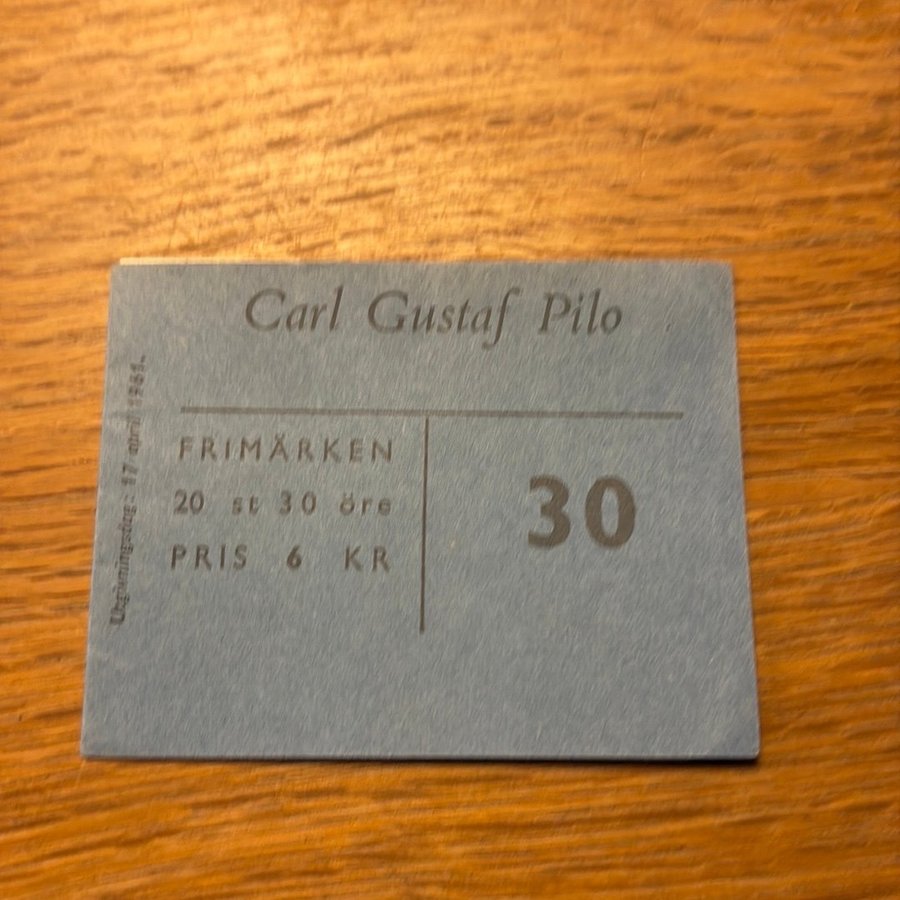 Carl Gustaf Pilo
FRIMÄRKEN
20 st 30 öre
PRIS 6 KR
30
Utgivningsdag: 17 april 1961.